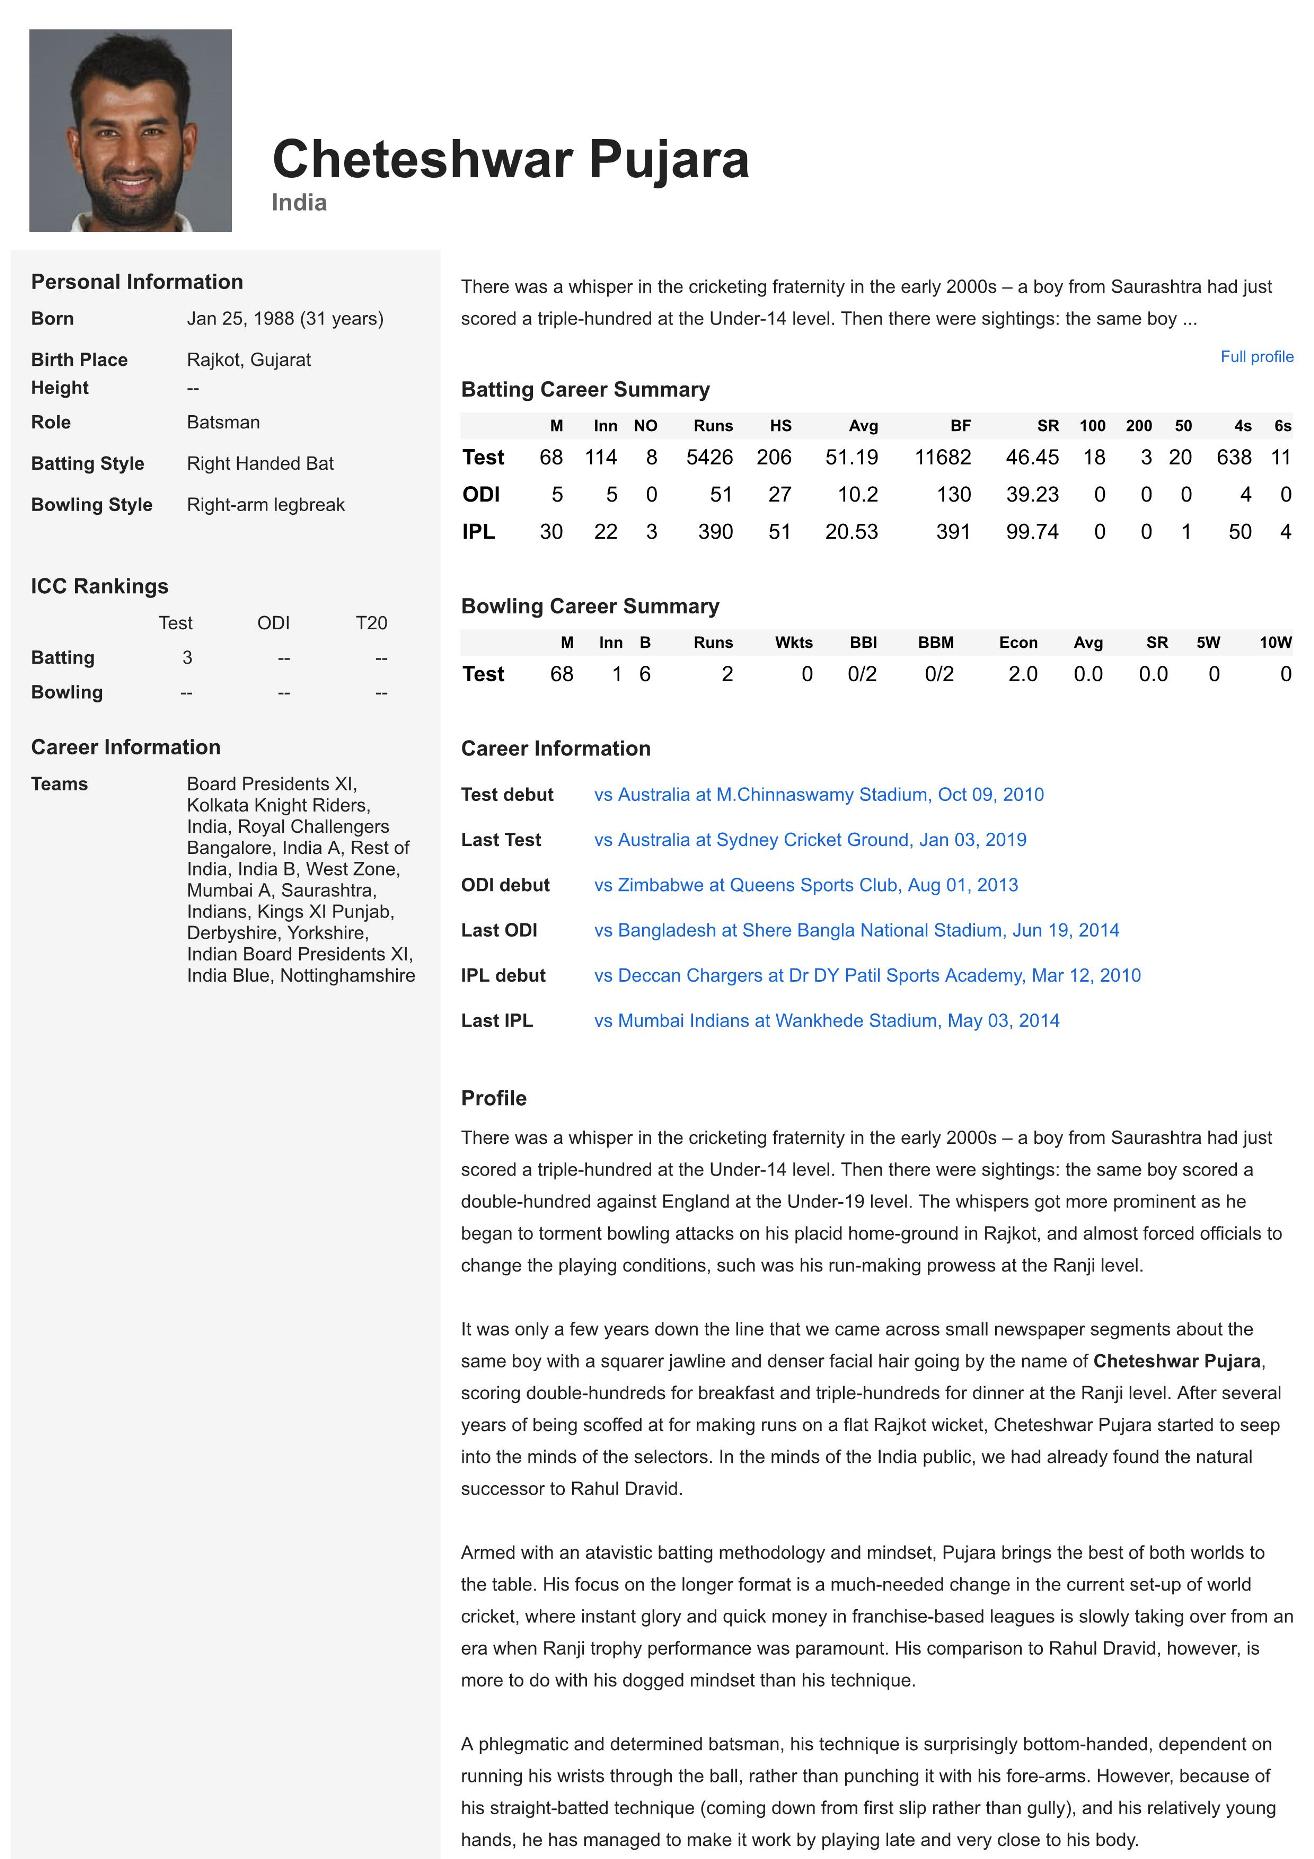 Cheteshwar Pujara
India
Personal Information
Born Jan 25, 1988 (31 years)
Birth Place Rajkot, Gujarat
Height --
Role Batsman
Batting Style Right Handed Bat
Bowling Style Right-arm legbreak
ICC Rankings
Test ODI T20
Batting 3 -- --
Bowling -- -- --
Career Information
Teams Board Presidents XI,
Kolkata Knight Riders,
India, Royal Challengers
Bangalore, India A, Rest of
India, India B, West Zone,
Mumbai A, Saurashtra,
Indians, Kings XI Punjab,
Derbyshire, Yorkshire,
Indian Board Presidents XI,
India Blue, Nottinghamshire
There was a whisper in the cricketing fraternity in the early 2000s – a boy from Saurashtra had just
scored a triple-hundred at the Under-14 level. Then there were sightings: the same boy ...
Full profile
Batting Career Summary
M Inn NO Runs HS Avg BF SR 100 200 50 4s 6s
Test 68 114 8 5426 206 51.19 11682 46.45 18 3 20 638 11
ODI 5 5 0 51 27 10.2 130 39.23 0 0 0 4 0
IPL 30 22 3 390 51 20.53 391 99.74 0 0 1 50 4
Bowling Career Summary
M Inn B Runs Wkts BBI BBM Econ Avg SR 5W 10W
Test 68 1 6 2 0 0/2 0/2 2.0 0.0 0.0 0 0
Career Information
Test debut vs Australia at M.Chinnaswamy Stadium, Oct 09, 2010
Last Test vs Australia at Sydney Cricket Ground, Jan 03, 2019
ODI debut vs Zimbabwe at Queens Sports Club, Aug 01, 2013
Last ODI vs Bangladesh at Shere Bangla National Stadium, Jun 19, 2014
IPL debut vs Deccan Chargers at Dr DY Patil Sports Academy, Mar 12, 2010
Last IPL vs Mumbai Indians at Wankhede Stadium, May 03, 2014
Profile
There was a whisper in the cricketing fraternity in the early 2000s – a boy from Saurashtra had just
scored a triple-hundred at the Under-14 level. Then there were sightings: the same boy scored a
double-hundred against England at the Under-19 level. The whispers got more prominent as he
began to torment bowling attacks on his placid home-ground in Rajkot, and almost forced officials to
change the playing conditions, such was his run-making prowess at the Ranji level.
It was only a few years down the line that we came across small newspaper segments about the
same boy with a squarer jawline and denser facial hair going by the name of Cheteshwar Pujara,
scoring double-hundreds for breakfast and triple-hundreds for dinner at the Ranji level. After several
years of being scoffed at for making runs on a flat Rajkot wicket, Cheteshwar Pujara started to seep
into the minds of the selectors. In the minds of the India public, we had already found the natural
successor to Rahul Dravid.
Armed with an atavistic batting methodology and mindset, Pujara brings the best of both worlds to
the table. His focus on the longer format is a much-needed change in the current set-up of world
cricket, where instant glory and quick money in franchise-based leagues is slowly taking over from an
era when Ranji trophy performance was paramount. His comparison to Rahul Dravid, however, is
more to do with his dogged mindset than his technique.
A phlegmatic and determined batsman, his technique is surprisingly bottom-handed, dependent on
running his wrists through the ball, rather than punching it with his fore-arms. However, because of
his straight-batted technique (coming down from first slip rather than gully), and his relatively young
hands, he has managed to make it work by playing late and very close to his body.